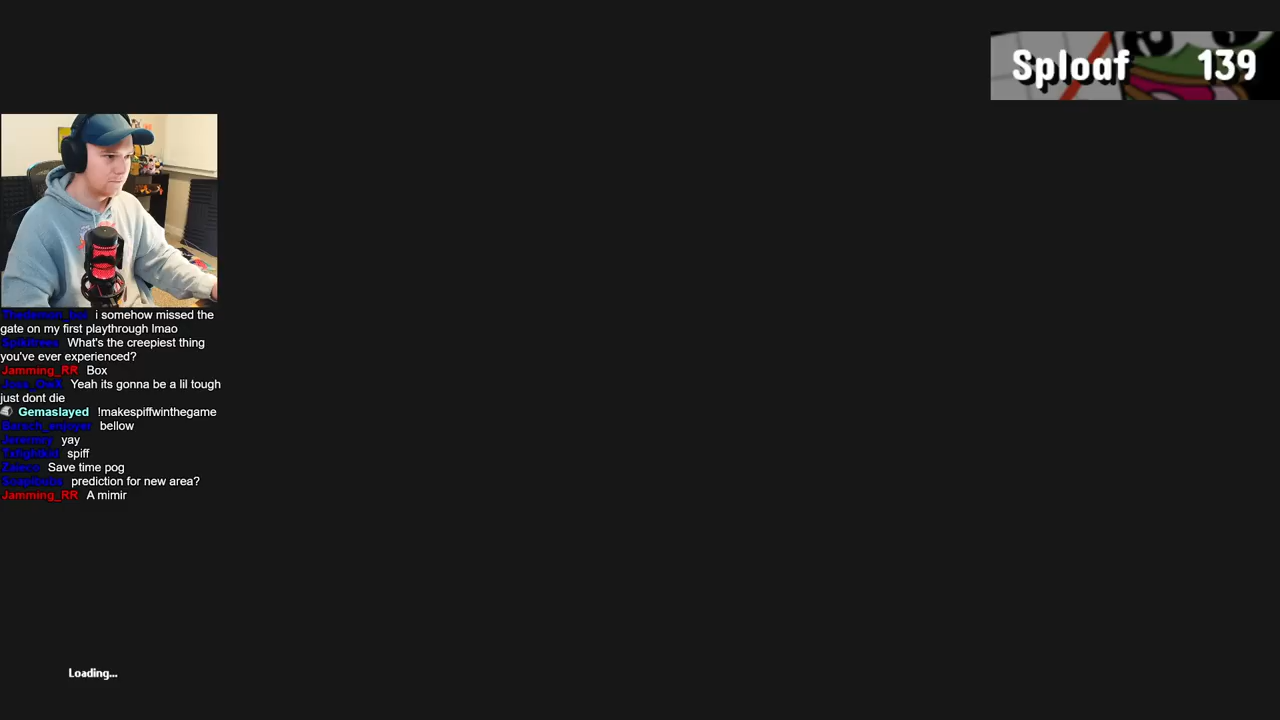 Sploaf 139
i somehow missed the
gate on my first playthrough lmao
What's the creepiest thing
you've ever experienced?
Jamming_RR Box
Yeah its gonna be a lil tough
just dont die
Gemaslayed !makespiffwinthegame
bellow
yay
spiff
Save time pog
prediction for new area?
Jamming_RR A mimir
Loading...